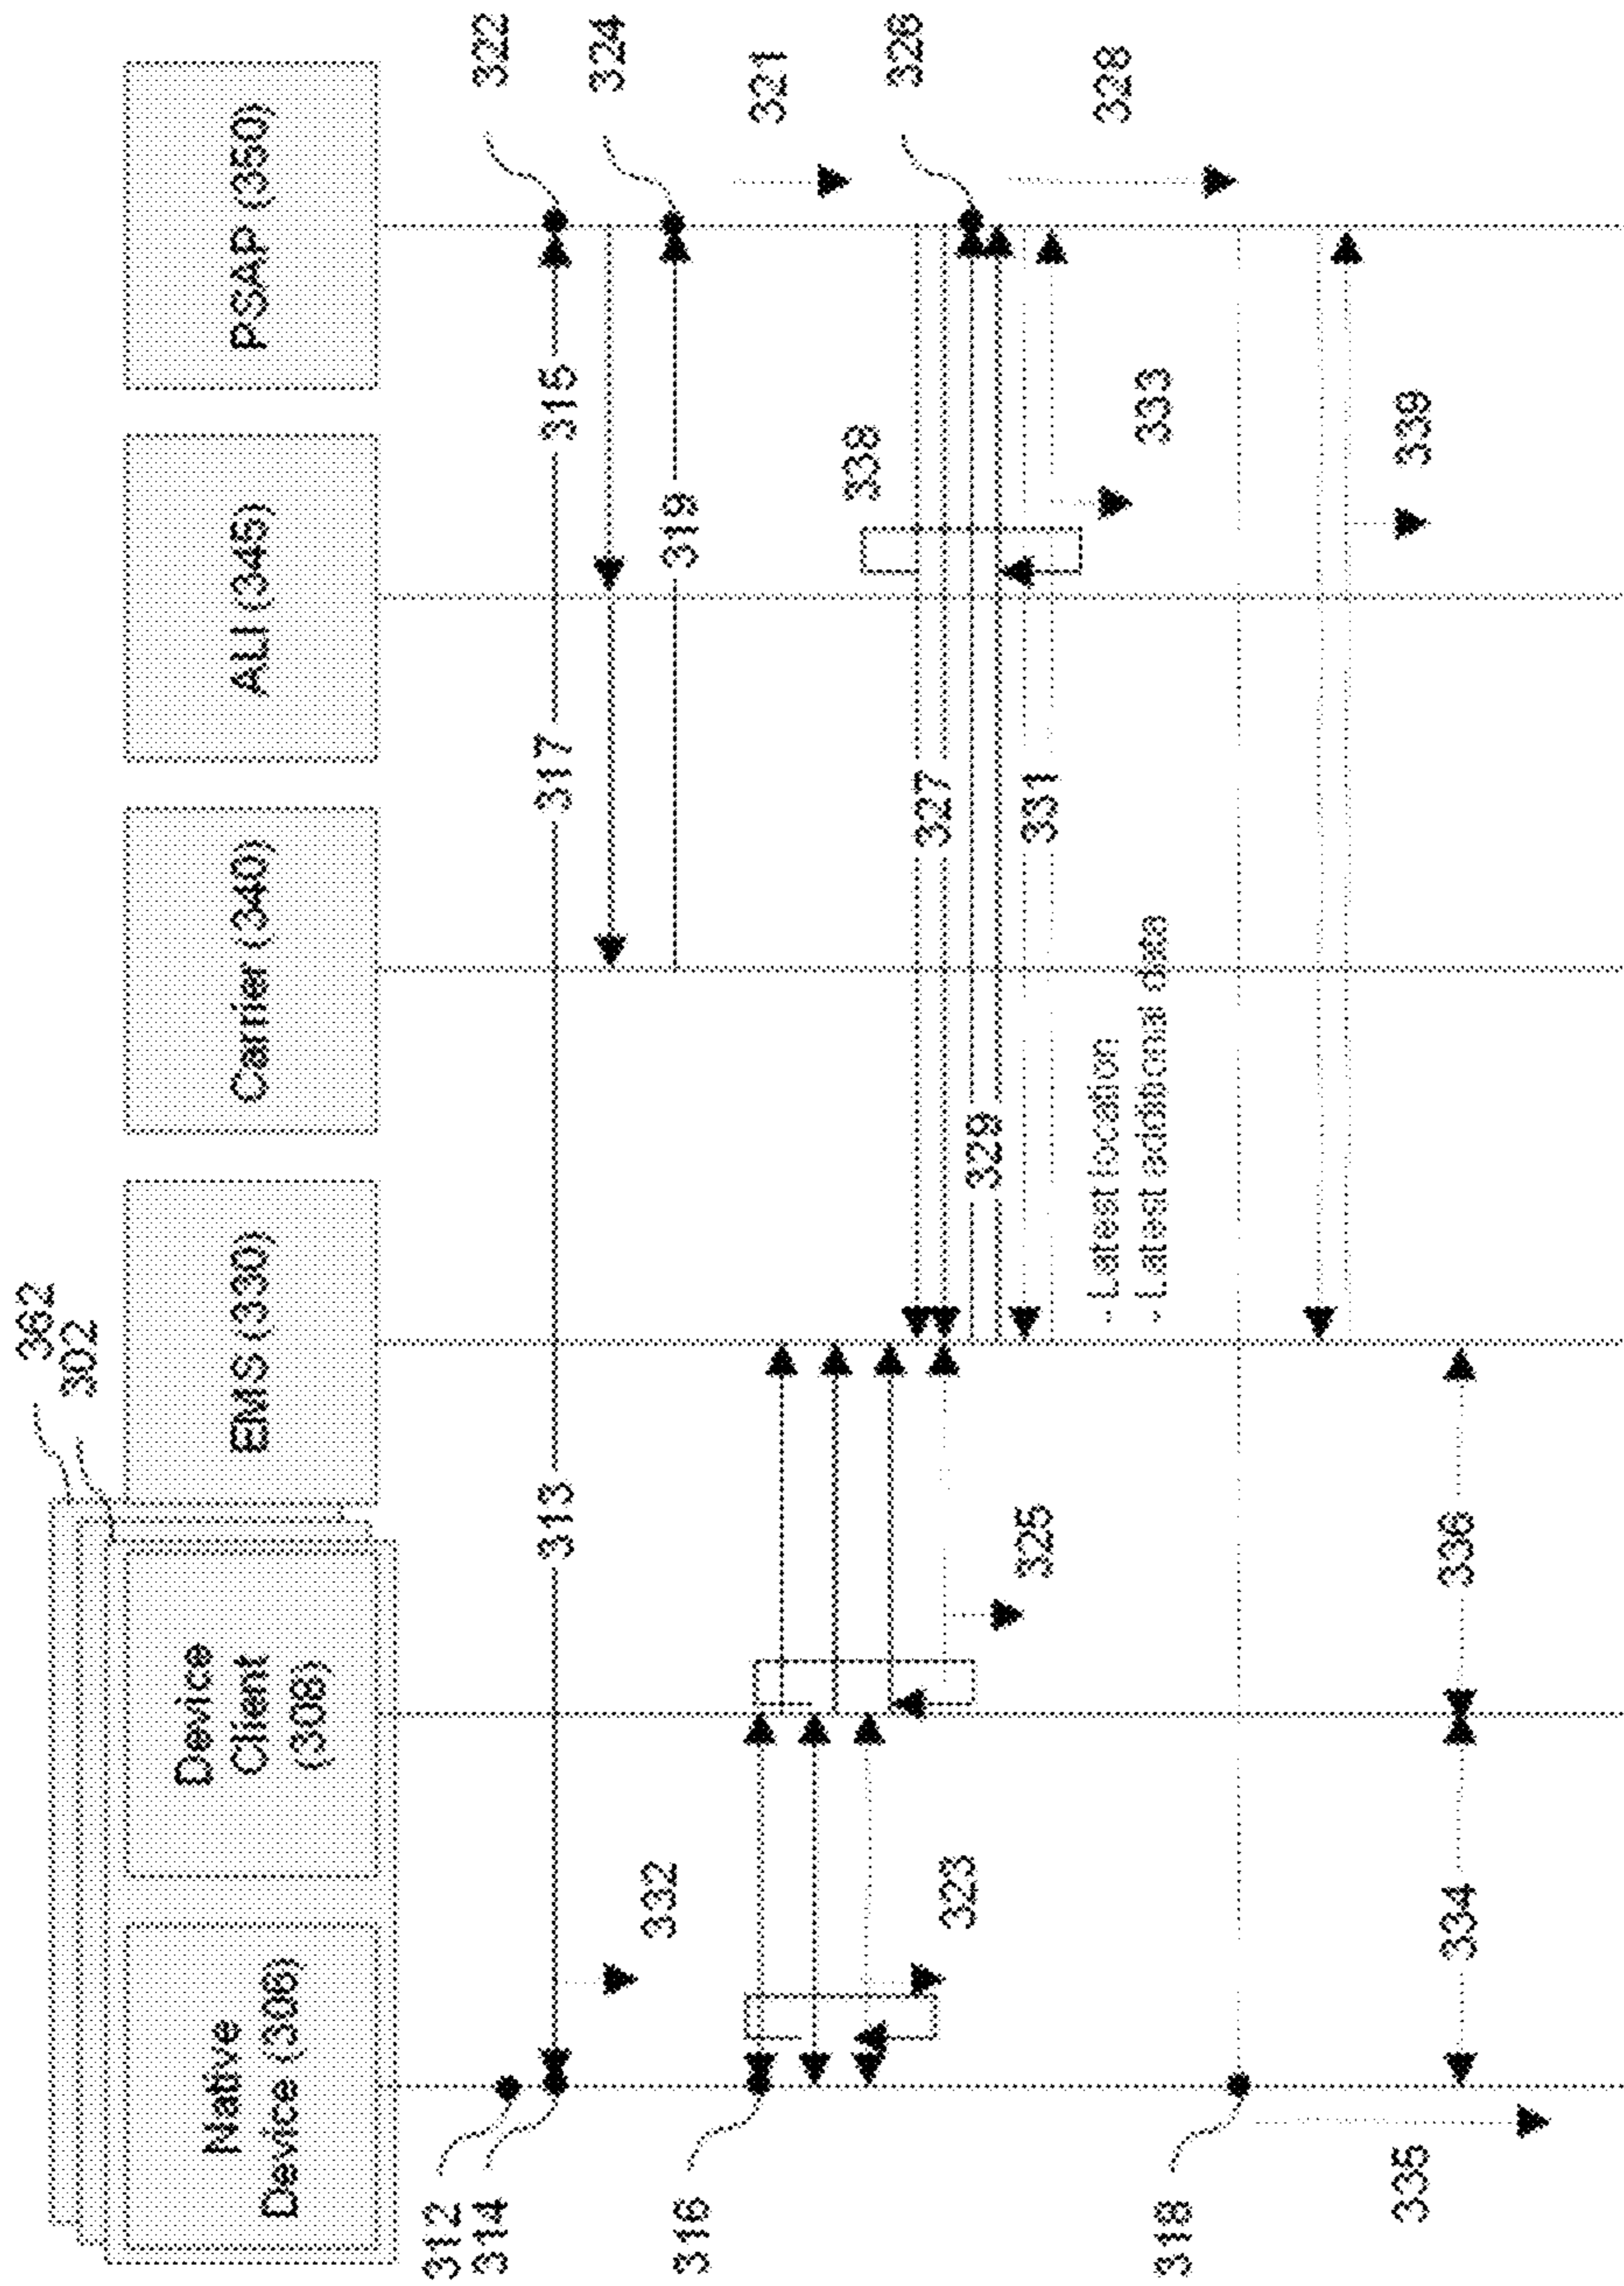 362
302
Native
Device (306)
Device
Client
(308)
EMS (330)
Carrier (340)
ALI (345)
PSAP (350)
312
314
313
317
315
322
332
319
324
316
321
323
338
325
327
326
329
331
328
- Latest location
- Latest additional data
333
318
335
339
334
336